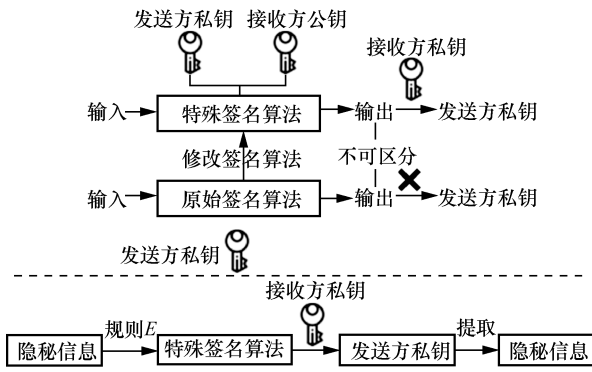 发送方私钥 接收方公钥
接收方私钥
输入 特殊签名算法 输出 发送方私钥
修改签名算法 不可区分
输入 原始签名算法 输出 发送方私钥
发送方私钥
接收方私钥
隐秘信息 规则E 特殊签名算法 发送方私钥 提取 隐秘信息